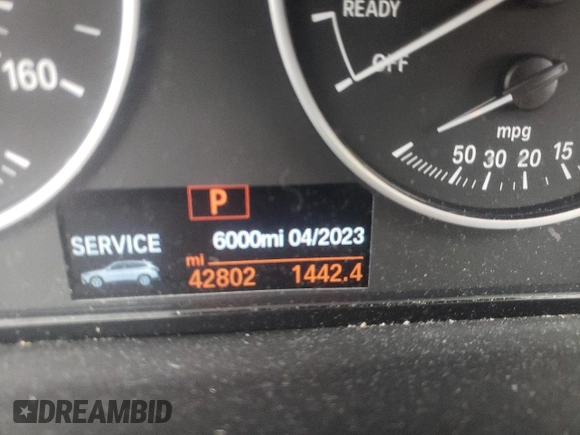 READY
OFF
160
mpg
50 30 20 15
P
SERVICE 6000mi 04/2023
mi
42802 1442.4
DREAMBID